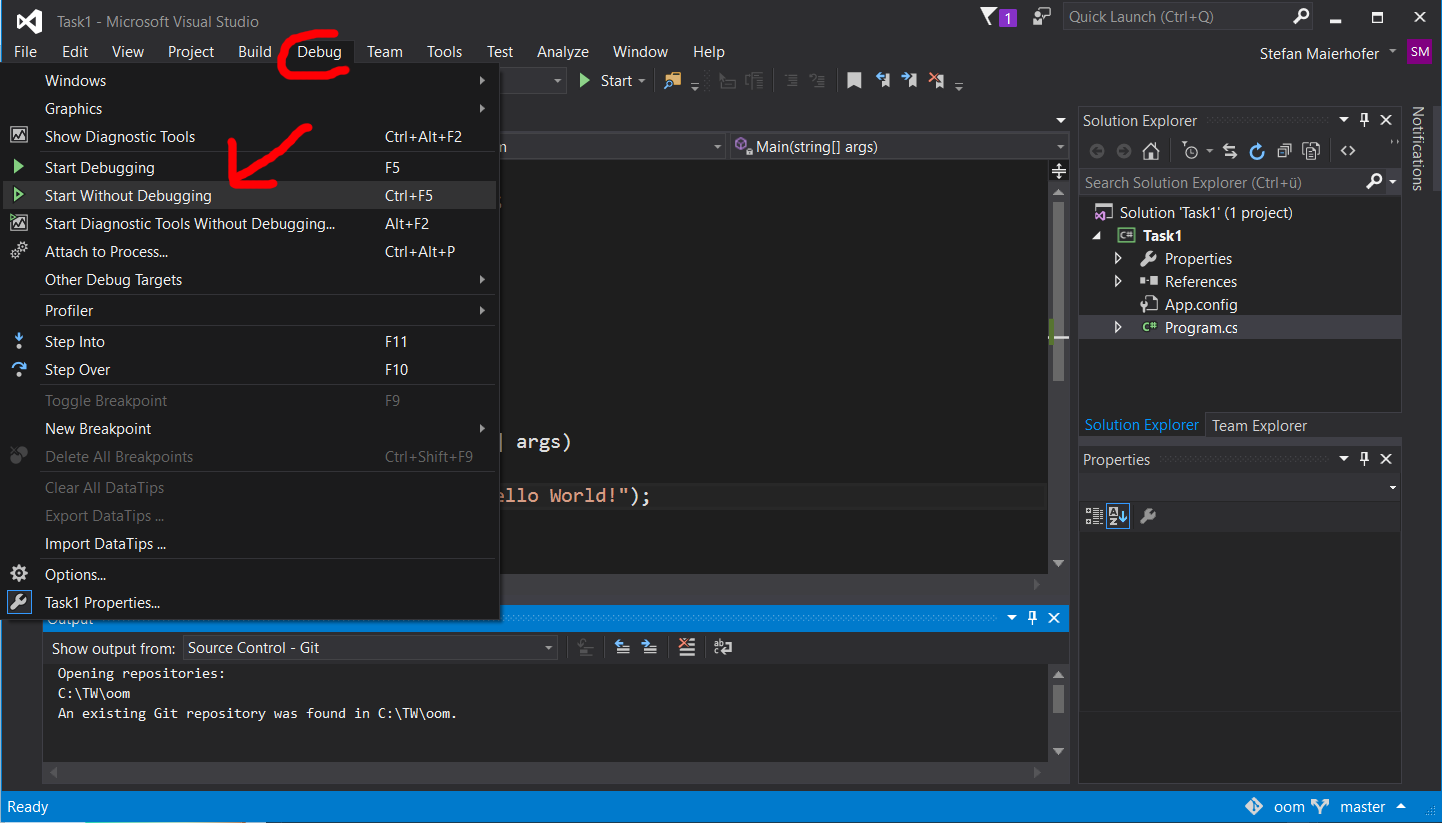 Task1 - Microsoft Visual Studio
1
Quick Launch (Ctrl+Q)
File Edit View Project Build Debug Team Tools Test Analyze Window Help
Stefan Maierhofer
SM
Start
Windows
Graphics
Show Diagnostic Tools Ctrl+Alt+F2
Start Debugging F5
Start Without Debugging Ctrl+F5
Start Diagnostic Tools Without Debugging... Alt+F2
Attach to Process... Ctrl+Alt+P
Other Debug Targets
Profiler
Step Into F11
Step Over F10
Toggle Breakpoint F9
New Breakpoint
Delete All Breakpoints Ctrl+Shift+F9
Clear All DataTips
Export DataTips ...
Import DataTips ...
Options...
Task1 Properties...
Main(string[] args)
args)
ello World!");
Output
Show output from: Source Control - Git
Opening repositories:
C:\TW\oom
An existing Git repository was found in C:\TW\oom.
Solution Explorer
Search Solution Explorer (Ctrl+ü)
Solution 'Task1' (1 project)
C# Task1
Properties
References
App.config
C# Program.cs
Solution Explorer Team Explorer
Properties
Notifications
Ready
oom master